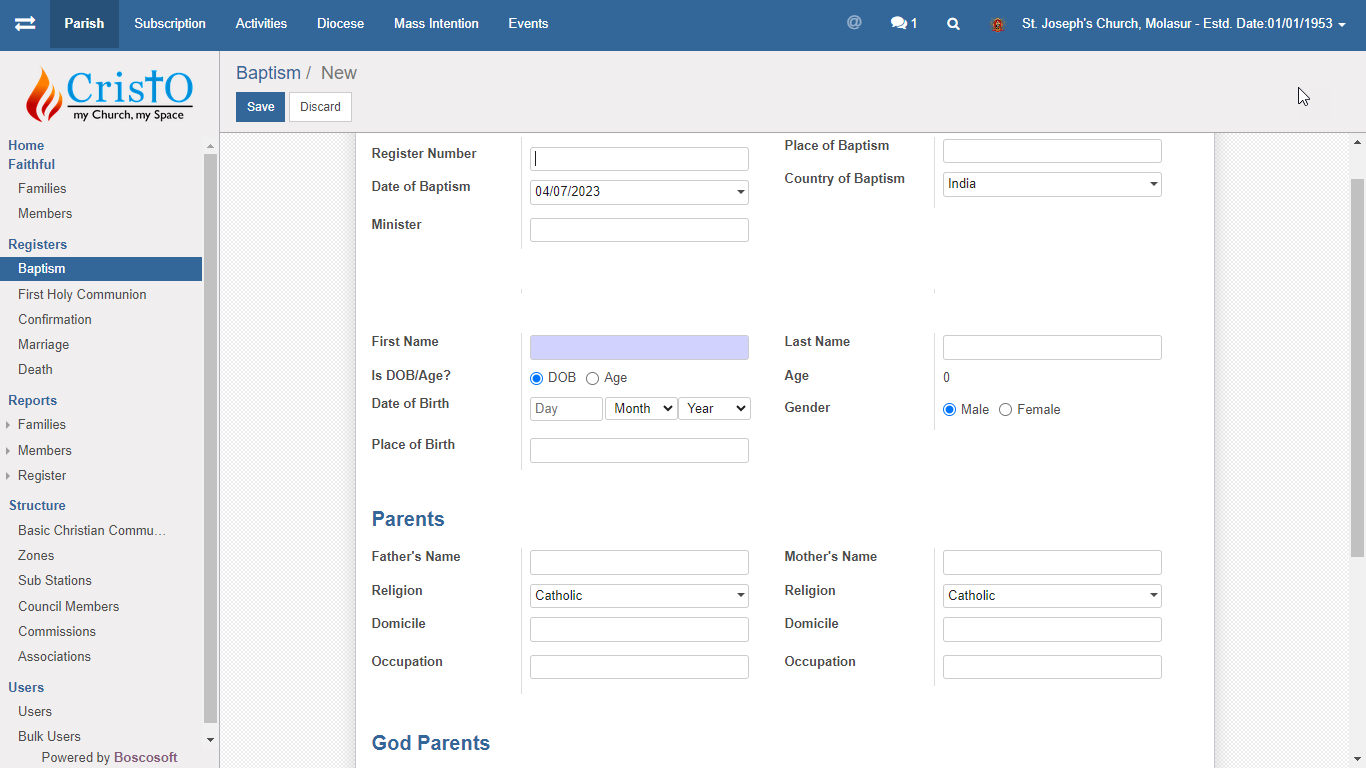 Parish Subscription Activities Diocese Mass Intention Events @ 1 St. Joseph's Church, Molasur - Estd. Date:01/01/1953
CristO
my Church, my Space
Home
Faithful
Families
Members
Registers
Baptism
First Holy Communion
Confirmation
Marriage
Death
Reports
Families
Members
Register
Structure
Basic Christian Commu...
Zones
Sub Stations
Council Members
Commissions
Associations
Users
Users
Bulk Users
Powered by Boscosoft
Baptism / New
Save Discard
Register Number Place of Baptism
Date of Baptism 04/07/2023 Country of Baptism India
Minister
First Name Last Name
Is DOB/Age? DOB Age Age 0
Date of Birth Day Month Year Gender Male Female
Place of Birth
Parents
Father's Name Mother's Name
Religion Catholic Religion Catholic
Domicile Domicile
Occupation Occupation
God Parents